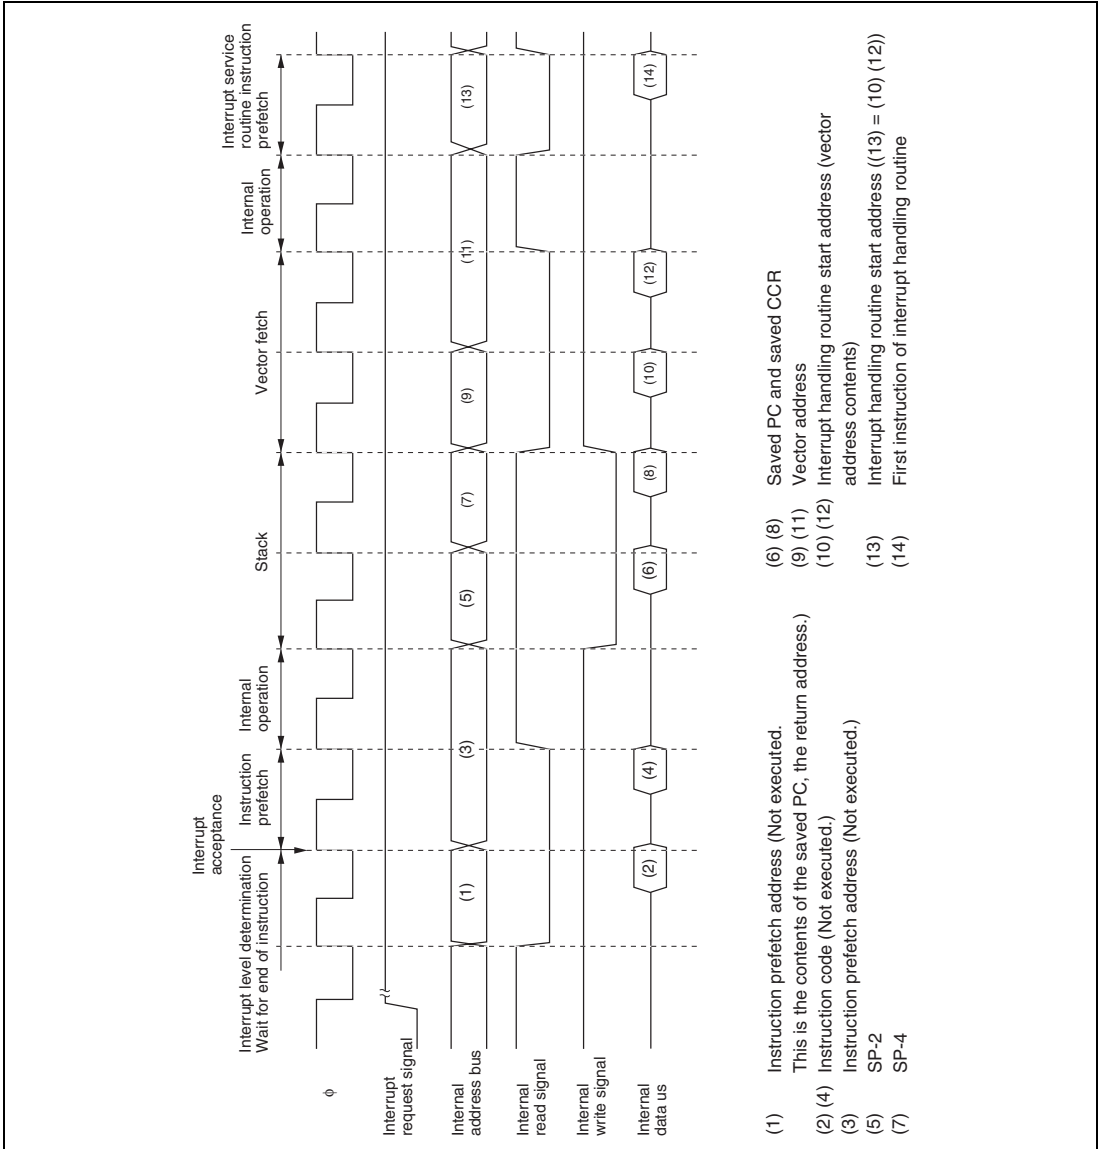 Interrupt
acceptance
Interrupt level determination
Wait for end of instruction
Instruction
prefetch
Internal
operation
Stack
Vector fetch
Internal
operation
Interrupt service
routine instruction
prefetch
φ
Interrupt
request signal
Internal
address bus
(1)
(3)
(5)
(7)
(9)
(11)
(13)
Internal
read signal
Internal
write signal
Internal
data us
(2)
(4)
(6)
(8)
(10)
(12)
(14)
(1) Instruction prefetch address (Not executed.
This is the contents of the saved PC, the return address.)
(2) (4) Instruction code (Not executed.)
(3) Instruction prefetch address (Not executed.)
(5) SP-2
(7) SP-4
(6) (8) Saved PC and saved CCR
(9) (11) Vector address
(10) (12) Interrupt handling routine start address (vector
address contents)
(13) Interrupt handling routine start address ((13) = (10) (12))
(14) First instruction of interrupt handling routine